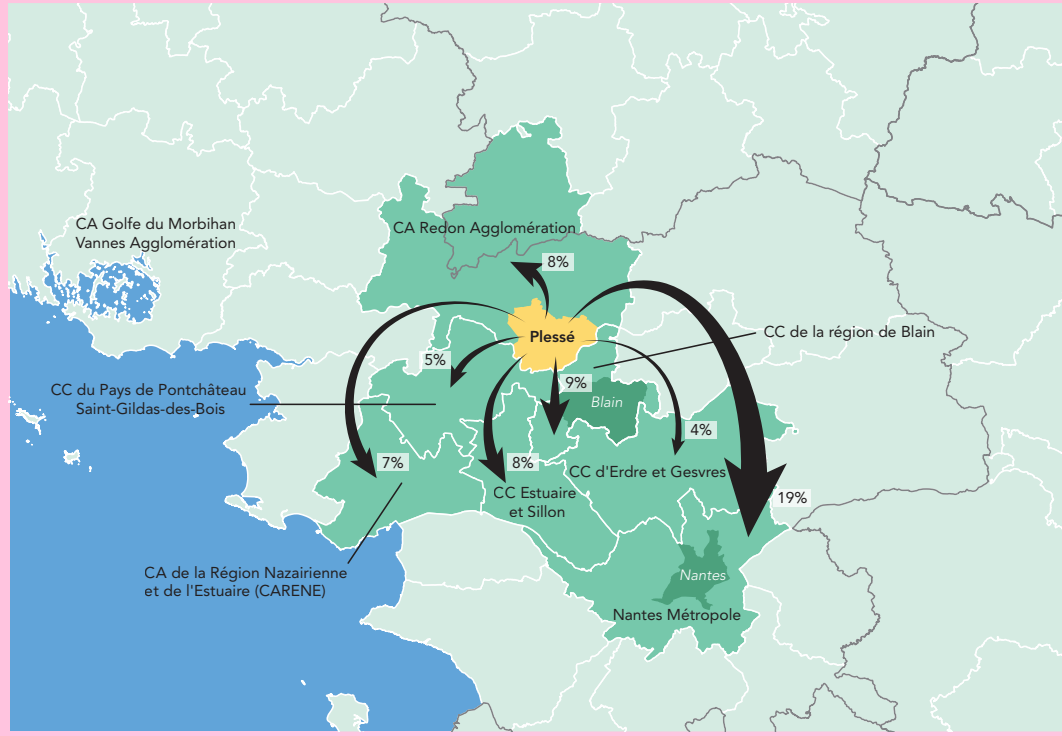 CA Golfe du Morbihan
Vannes Agglomération
CA Redon Agglomération
8%
Plessé
CC de la région de Blain
5%
9%
CC du Pays de Pontchâteau
Saint-Gildas-des-Bois
Blain
4%
7%
8%
CC d'Erdre et Gesvres
CC Estuaire
et Sillon
19%
CA de la Région Nazairienne
et de l'Estuaire (CARENE)
Nantes
Nantes Métropole